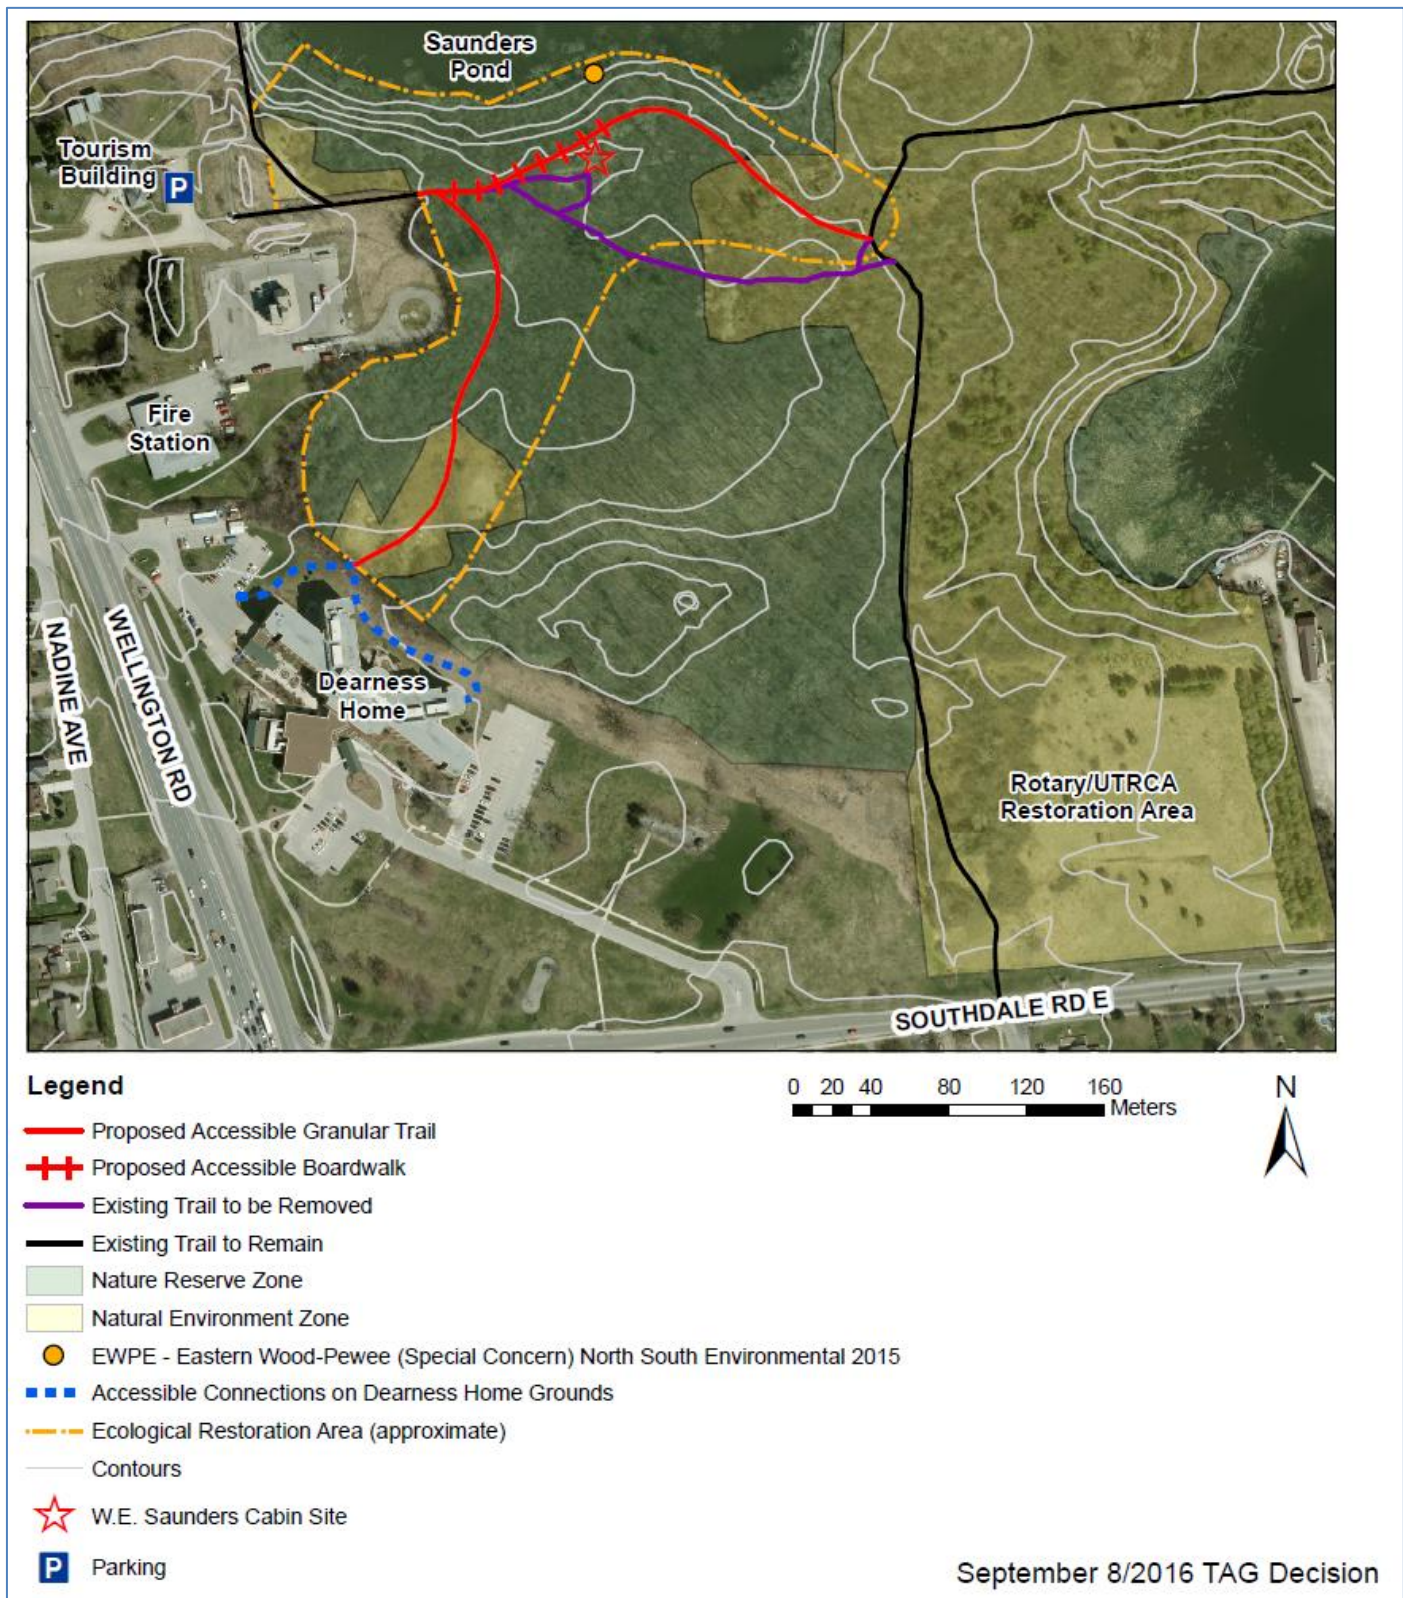 Saunders
Pond
Tourism
Building
P
Fire
Station
Dearness
Home
NADINE AVE
WELLINGTON RD
Rotary/UTRCA
Restoration Area
SOUTHDALE RD E
Legend
0 20 40 80 120 160
Meters
N
Proposed Accessible Granular Trail
Proposed Accessible Boardwalk
Existing Trail to be Removed
Existing Trail to Remain
Nature Reserve Zone
Natural Environment Zone
EWPE - Eastern Wood-Pewee (Special Concern) North South Environmental 2015
Accessible Connections on Dearness Home Grounds
Ecological Restoration Area (approximate)
Contours
W.E. Saunders Cabin Site
P Parking
September 8/2016 TAG Decision